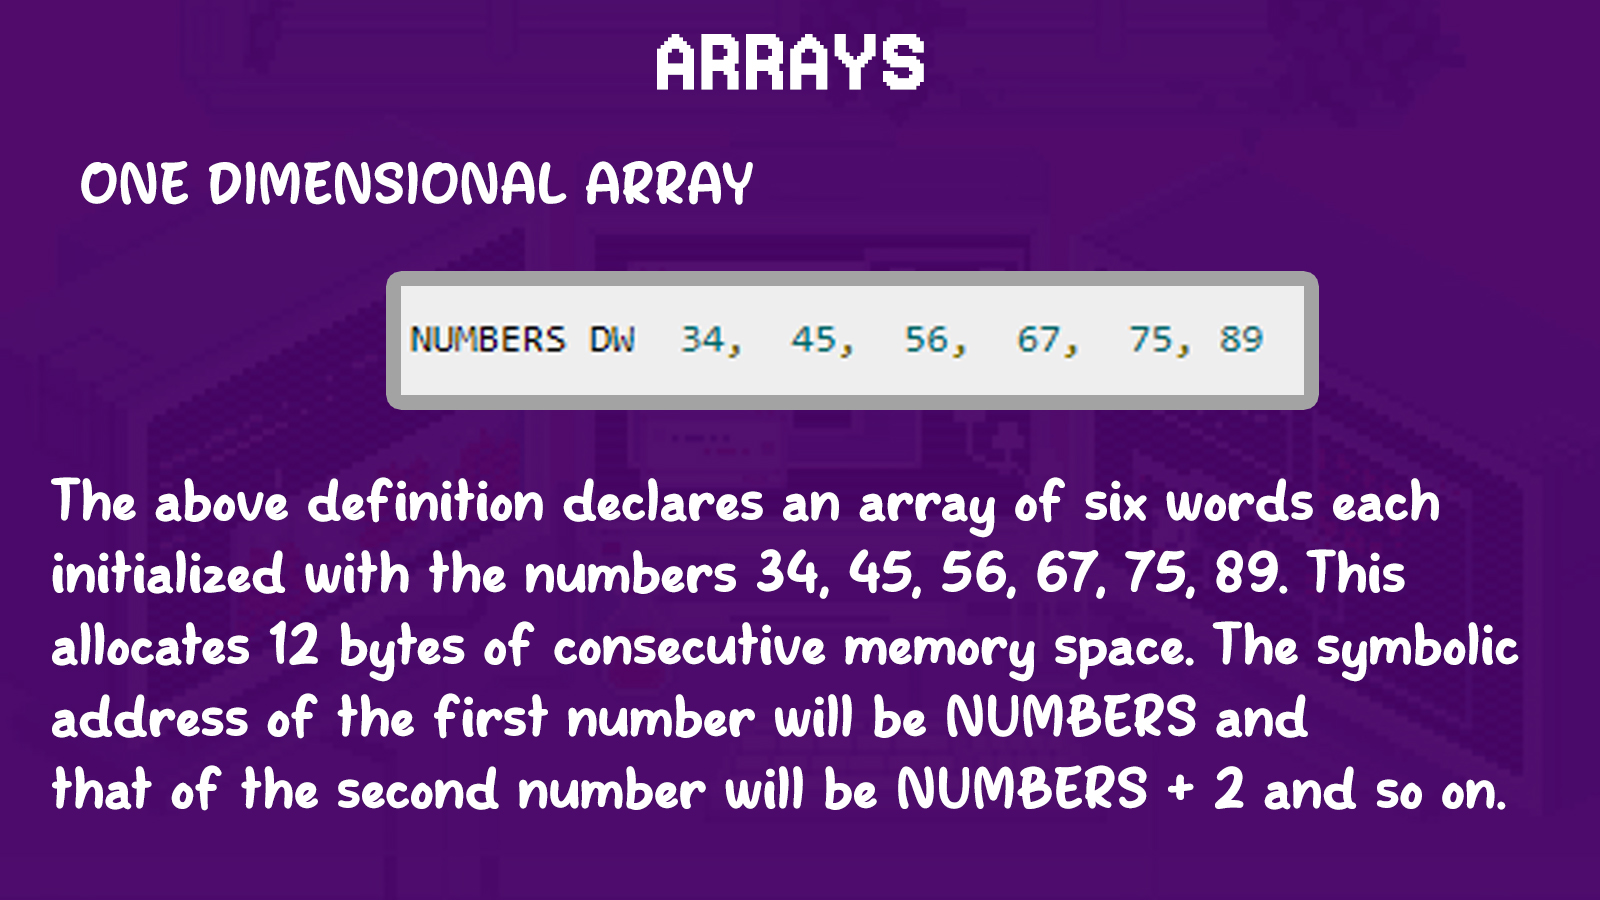 ARRAYS
ONE DIMENSIONAL ARRAY
NUMBERS DW 34, 45, 56, 67, 75, 89
The above definition declares an array of six words each
initialized with the numbers 34, 45, 56, 67, 75, 89. This
allocates 12 bytes of consecutive memory space. The symbolic
address of the first number will be NUMBERS and
that of the second number will be NUMBERS + 2 and so on.